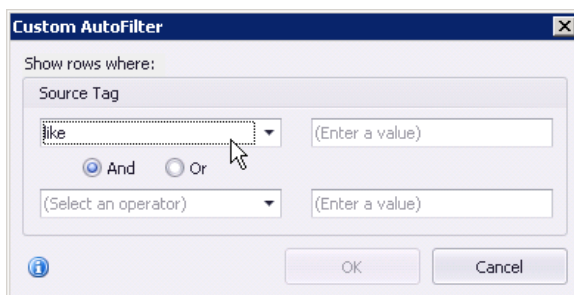 Custom AutoFilter
Show rows where:
Source Tag
like (Enter a value)
And Or
(Select an operator) (Enter a value)
OK Cancel